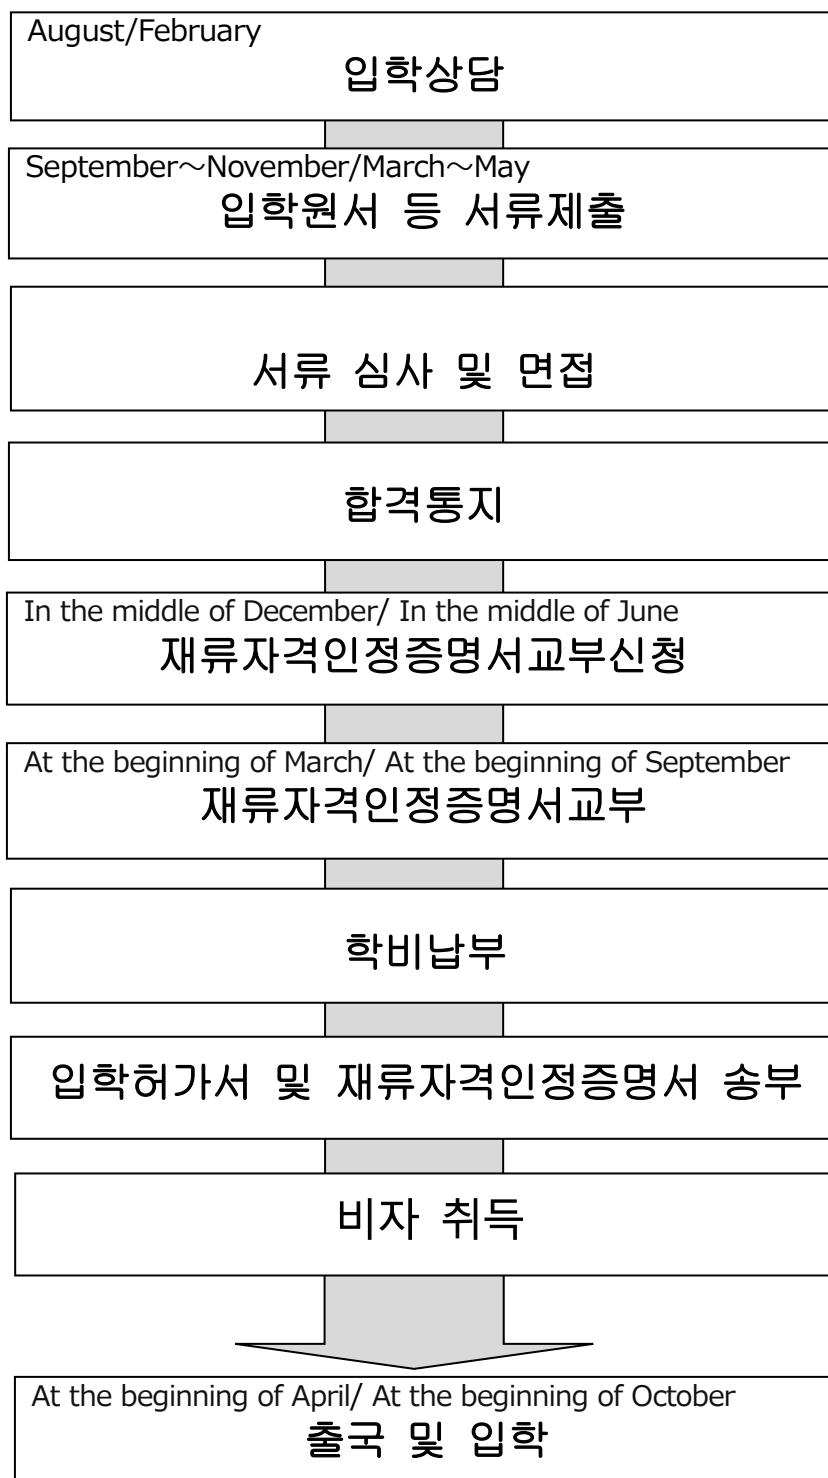 August/February
입학상담
September～November/March～May
입학원서 등 서류제출
서류 심사 및 면접
합격통지
In the middle of December/ In the middle of June
재류자격인정증명서교부신청
At the beginning of March/ At the beginning of September
재류자격인정증명서교부
학비납부
입학허가서 및 재류자격인정증명서 송부
비자 취득
At the beginning of April/ At the beginning of October
출국 및 입학